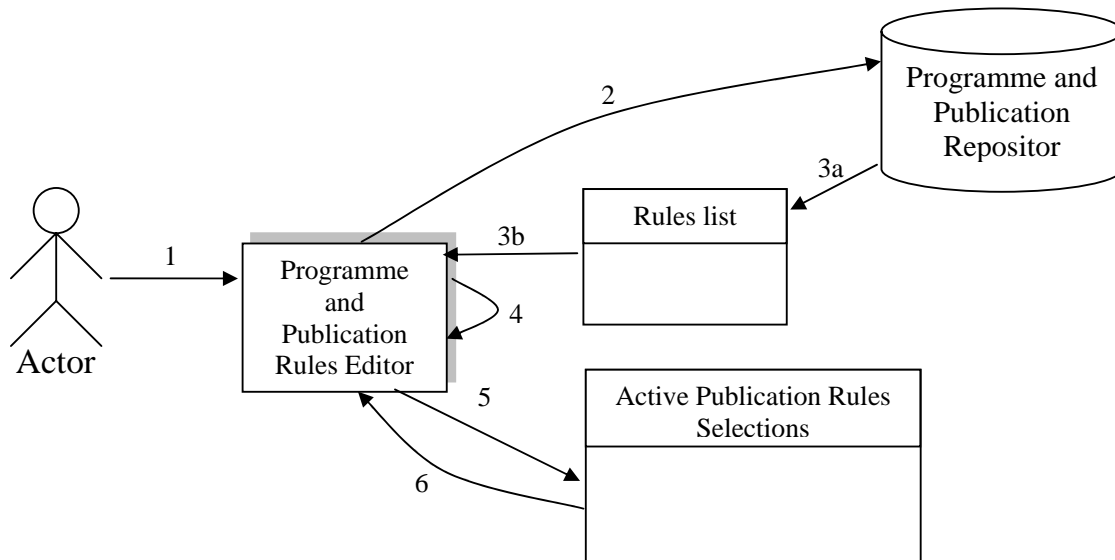 2
Programme and
Publication
Repositor
3a
Rules list
3b
1
Programme
and
Publication
Rules Editor
4
Actor
5
Active Publication Rules
Selections
6